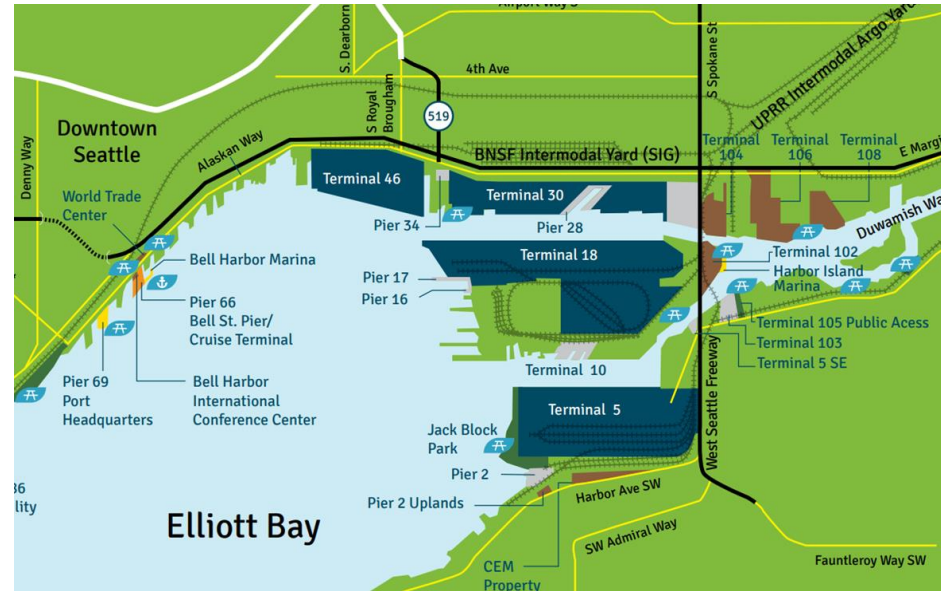 Airport Way S
S. Dearborn
S Royal
Brougham
4th Ave
519
S Spokane St
UPRR Intermodal Argo Yard
Downtown
Seattle
Denny Way
Alaskan Way
BNSF Intermodal Yard (SIG)
Terminal
104
Terminal
106
Terminal
108
E Marg
World Trade
Center
Terminal 46
Terminal 30
Pier 34
Pier 28
Duwamish Wa
Bell Harbor Marina
Terminal 18
Terminal 102
Harbor Island
Marina
Pier 17
Pier 16
Pier 66
Bell St. Pier/
Cruise Terminal
Terminal 105 Public Acess
Terminal 103
Terminal 5 SE
Pier 69
Port
Headquarters
Bell Harbor
International
Conference Center
Terminal 10
Terminal 5
West Seattle Freeway
Jack Block
Park
Pier 2
Pier 2 Uplands
Harbor Ave SW
36
lity
Elliott Bay
SW Admiral Way
CEM
Property
Fauntleroy Way SW